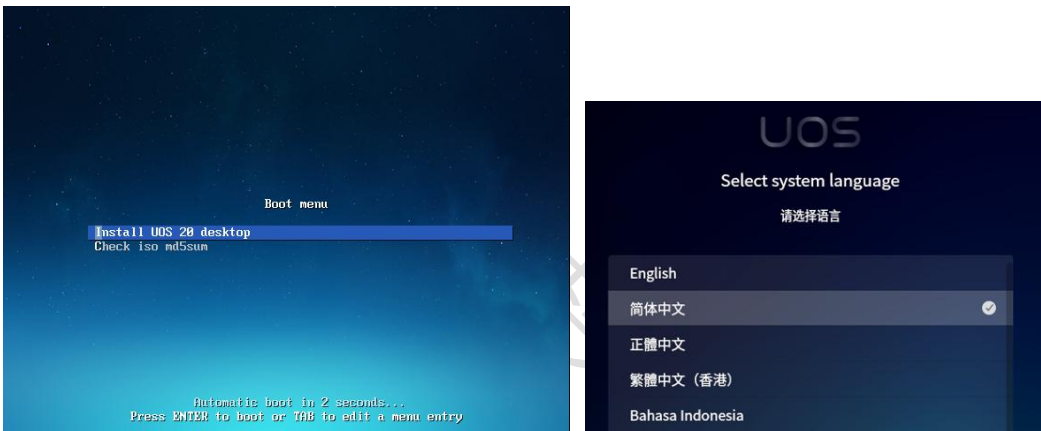 Boot menu
Install UOS 20 desktop
Check iso md5sum
Automatic boot in 2 seconds...
Press ENTER to boot or TAB to edit a menu entry
UOS
Select system language
请选择语言
English
简体中文
正體中文
繁體中文（香港）
Bahasa Indonesia